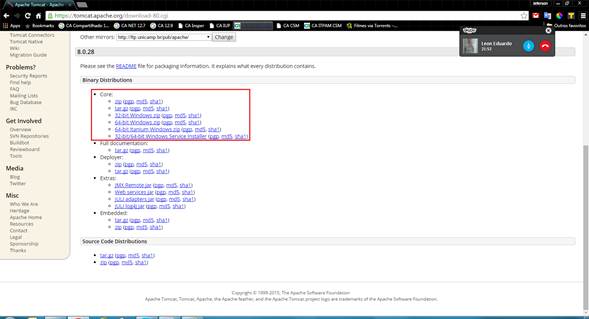 Apache Tomcat - Apache
https://tomcat.apache.org/download-80.cgi
Apps
Bookmarks
CA Compartilhado
CA NET 12.7
CA 12.9
CA Insper
CA BJP
CA
CA CSM
CA ITPAM CSM
Filmes via Torrents
Outros favoritos
Tomcat Connectors
Tomcat Native
Wiki
Migration Guide
Problems?
Security Reports
Find help
FAQ
Mailing Lists
Bug Database
IRC
Get Involved
Overview
SVN Repositories
Buildbot
Reviewboard
Tools
Media
Blog
Twitter
Misc
Who We Are
Heritage
Apache Home
Resources
Contact
Legal
Sponsorship
Thanks
Other mirrors: http://ftp.unicamp.br/pub/apache/ Change
8.0.28
Please see the README file for packaging information. It explains what every distribution contains.
Binary Distributions
Core:
zip (pgp, md5, sha1)
tar.gz (pgp, md5, sha1)
32-bit Windows zip (pgp, md5, sha1)
64-bit Windows zip (pgp, md5, sha1)
64-bit Itanium Windows zip (pgp, md5, sha1)
32-bit/64-bit Windows Service Installer (pgp, md5, sha1)
Full documentation:
tar.gz (pgp, md5, sha1)
Deployer:
zip (pgp, md5, sha1)
tar.gz (pgp, md5, sha1)
Extras:
JMX Remote jar (pgp, md5, sha1)
Web services jar (pgp, md5, sha1)
JULI adapters jar (pgp, md5, sha1)
JULI log4j jar (pgp, md5, sha1)
Embedded:
tar.gz (pgp, md5, sha1)
zip (pgp, md5, sha1)
Source Code Distributions
tar.gz (pgp, md5, sha1)
zip (pgp, md5, sha1)
Copyright © 1999-2015, The Apache Software Foundation
Apache Tomcat, Tomcat, Apache, the Apache feather, and the Apache Tomcat project logo are trademarks of the Apache Software Foundation.
skype
Leon Eduardo